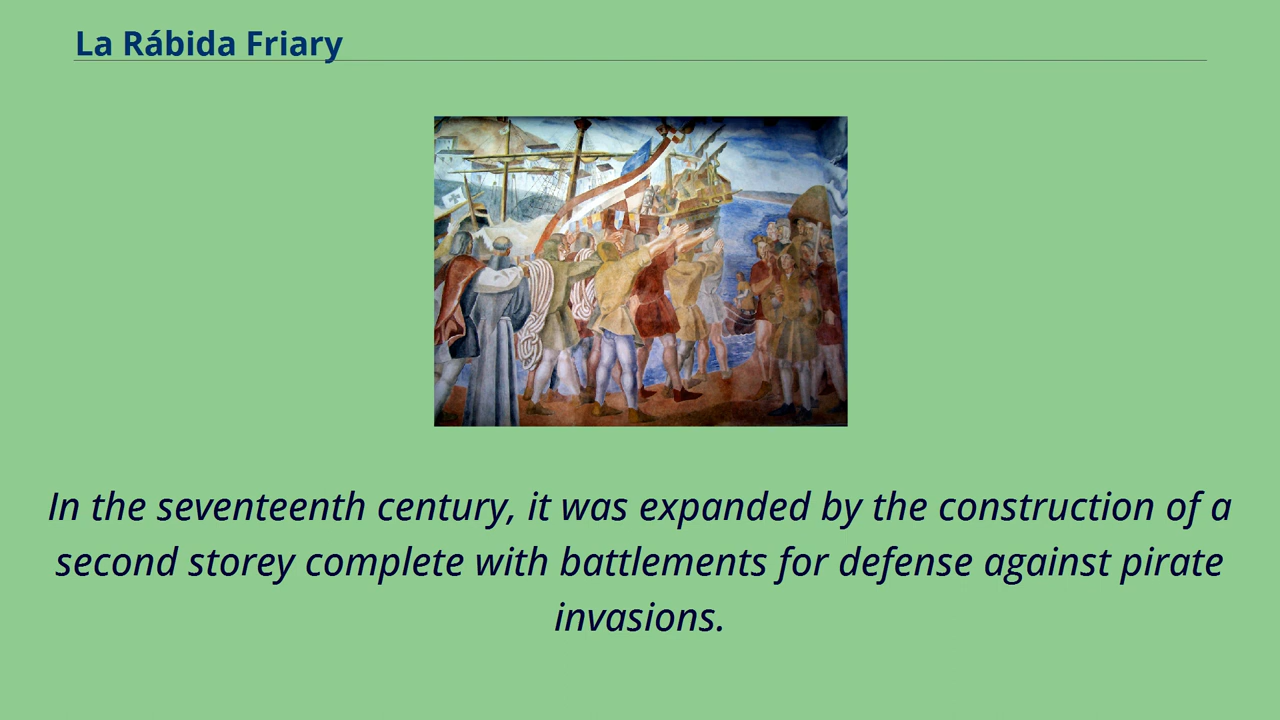 La Rábida Friary
In the seventeenth century, it was expanded by the construction of a
second storey complete with battlements for defense against pirate
invasions.